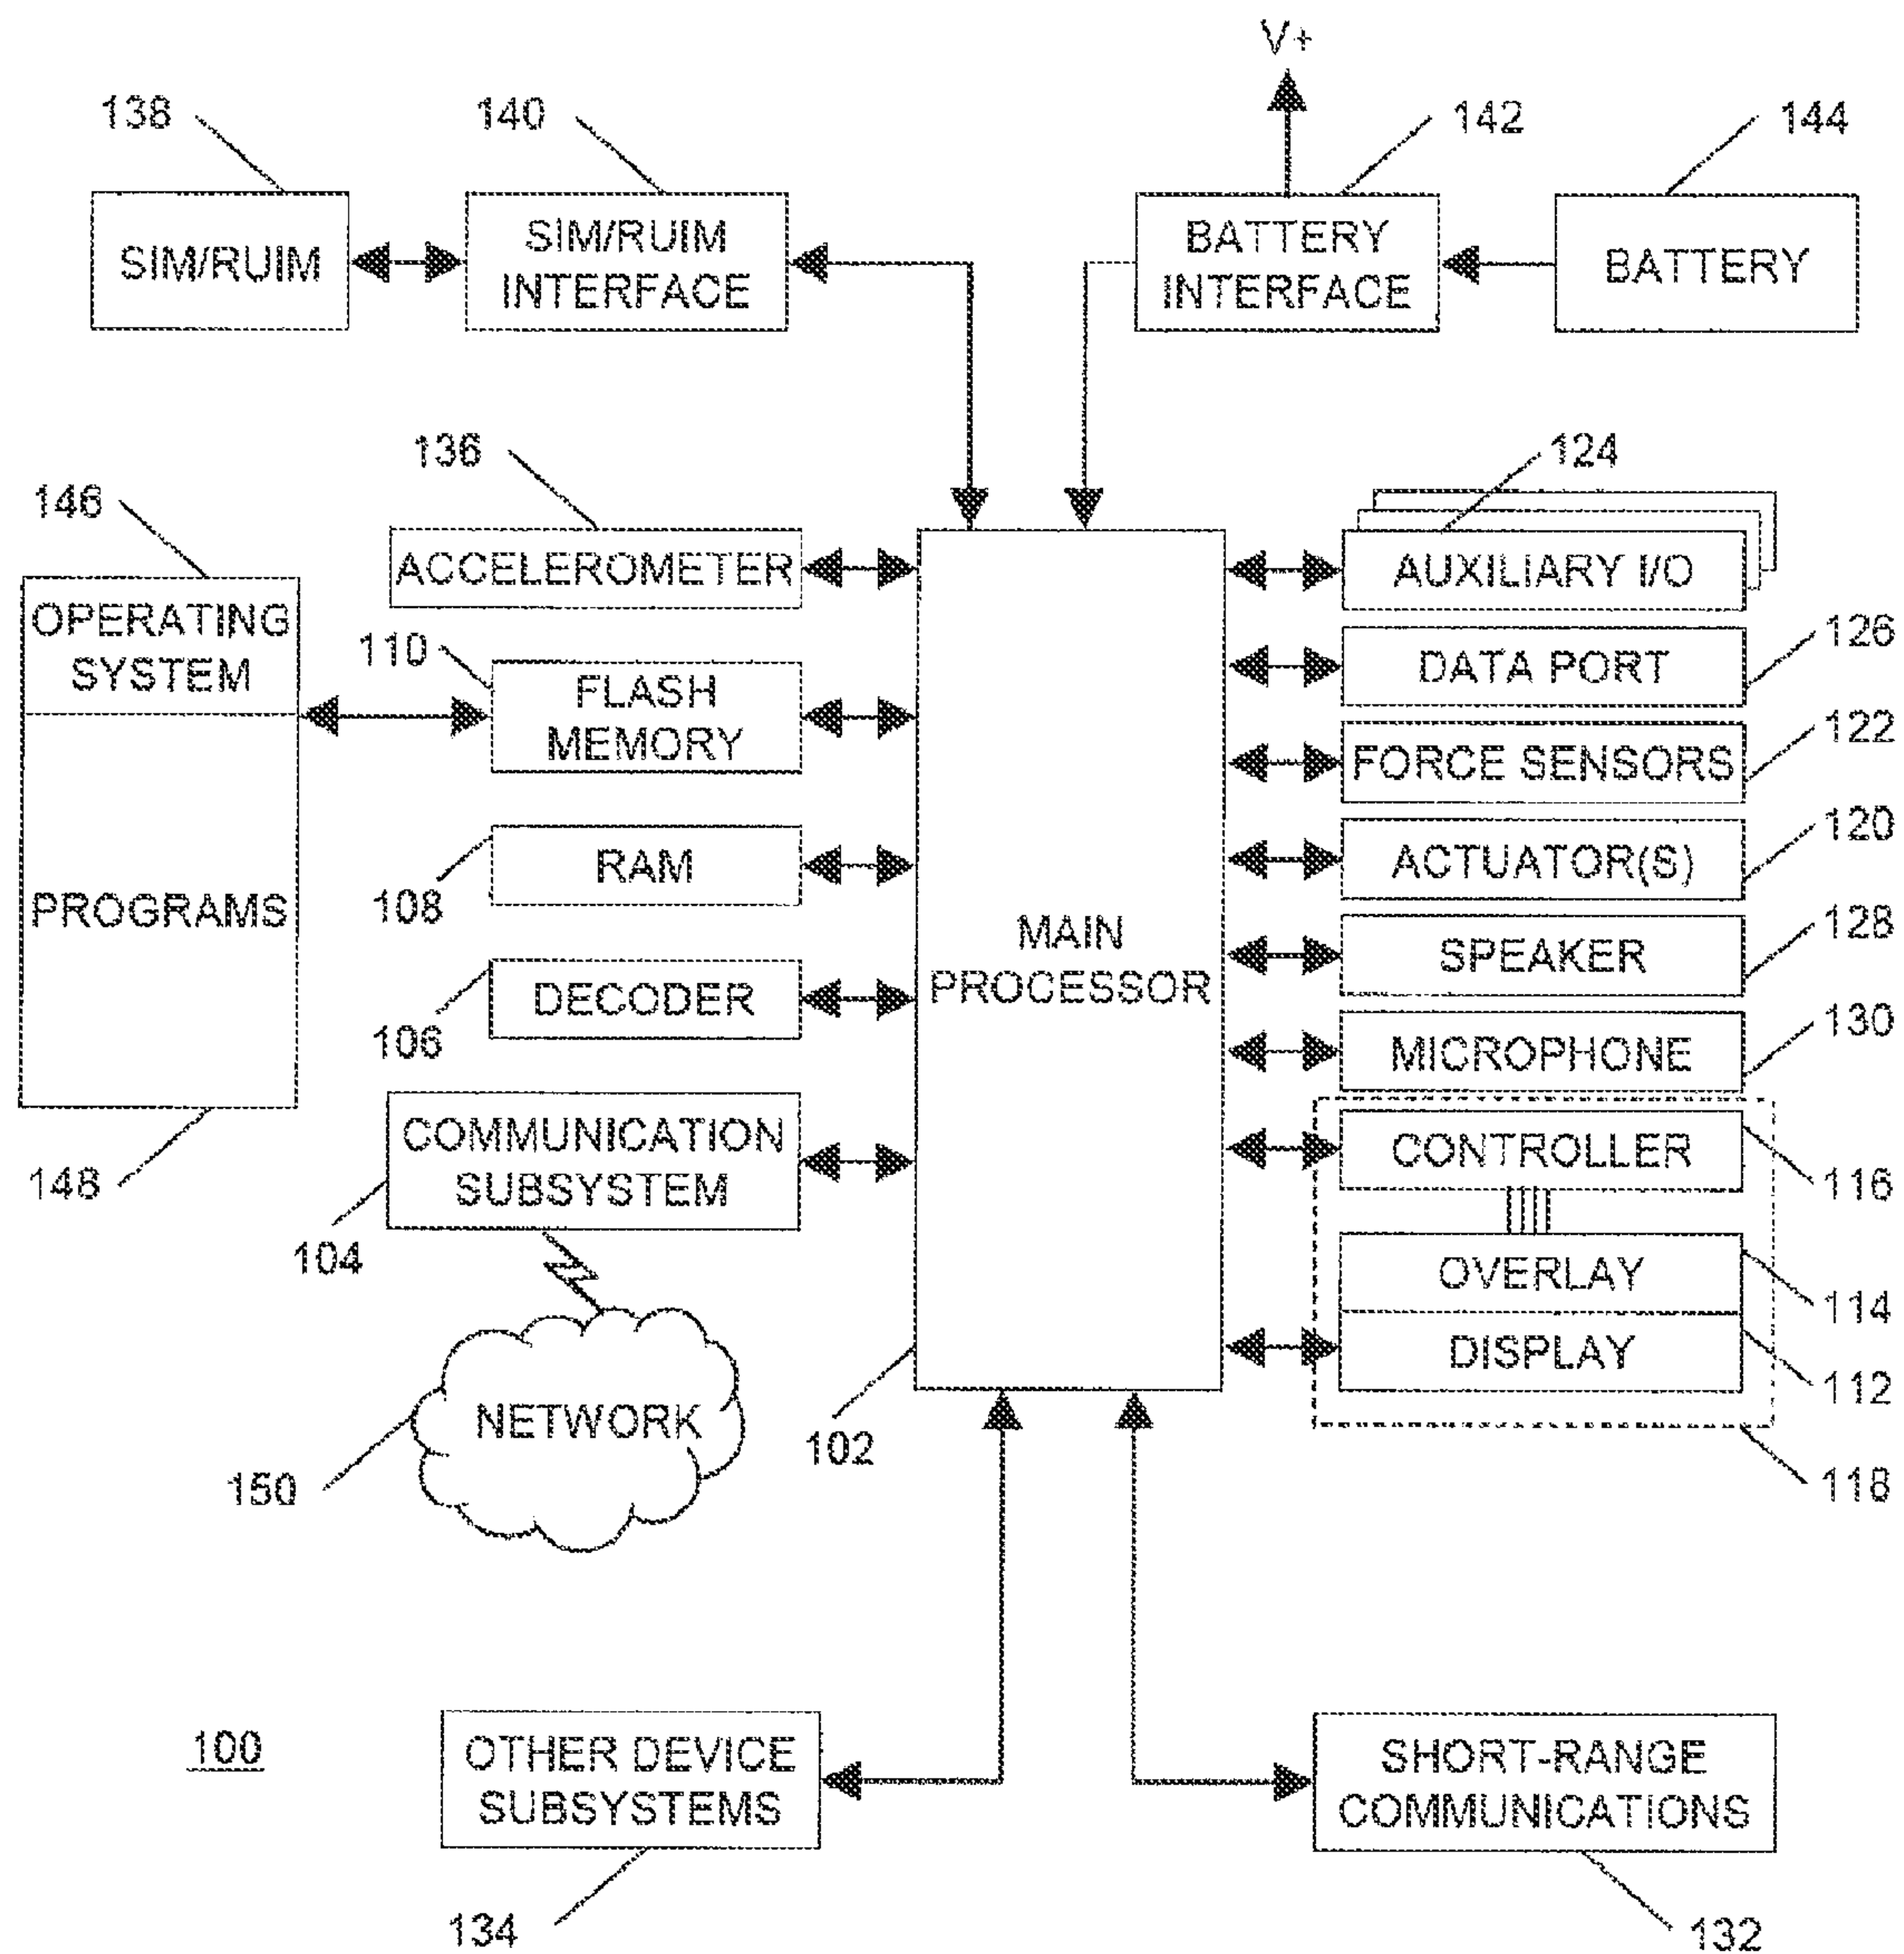 V+
138
140
142
144
SIM/RUIM
SIM/RUIM
INTERFACE
BATTERY
INTERFACE
BATTERY
136
124
146
ACCELEROMETER
AUXILIARY I/O
OPERATING
SYSTEM
110
FLASH
MEMORY
DATA PORT
126
FORCE SENSORS
122
PROGRAMS
RAM
108
MAIN
PROCESSOR
ACTUATOR(S)
120
SPEAKER
128
DECODER
106
MICROPHONE
130
148
COMMUNICATION
SUBSYSTEM
104
CONTROLLER
116
OVERLAY
114
DISPLAY
112
NETWORK
150
102
118
100
OTHER DEVICE
SUBSYSTEMS
SHORT-RANGE
COMMUNICATIONS
134
132